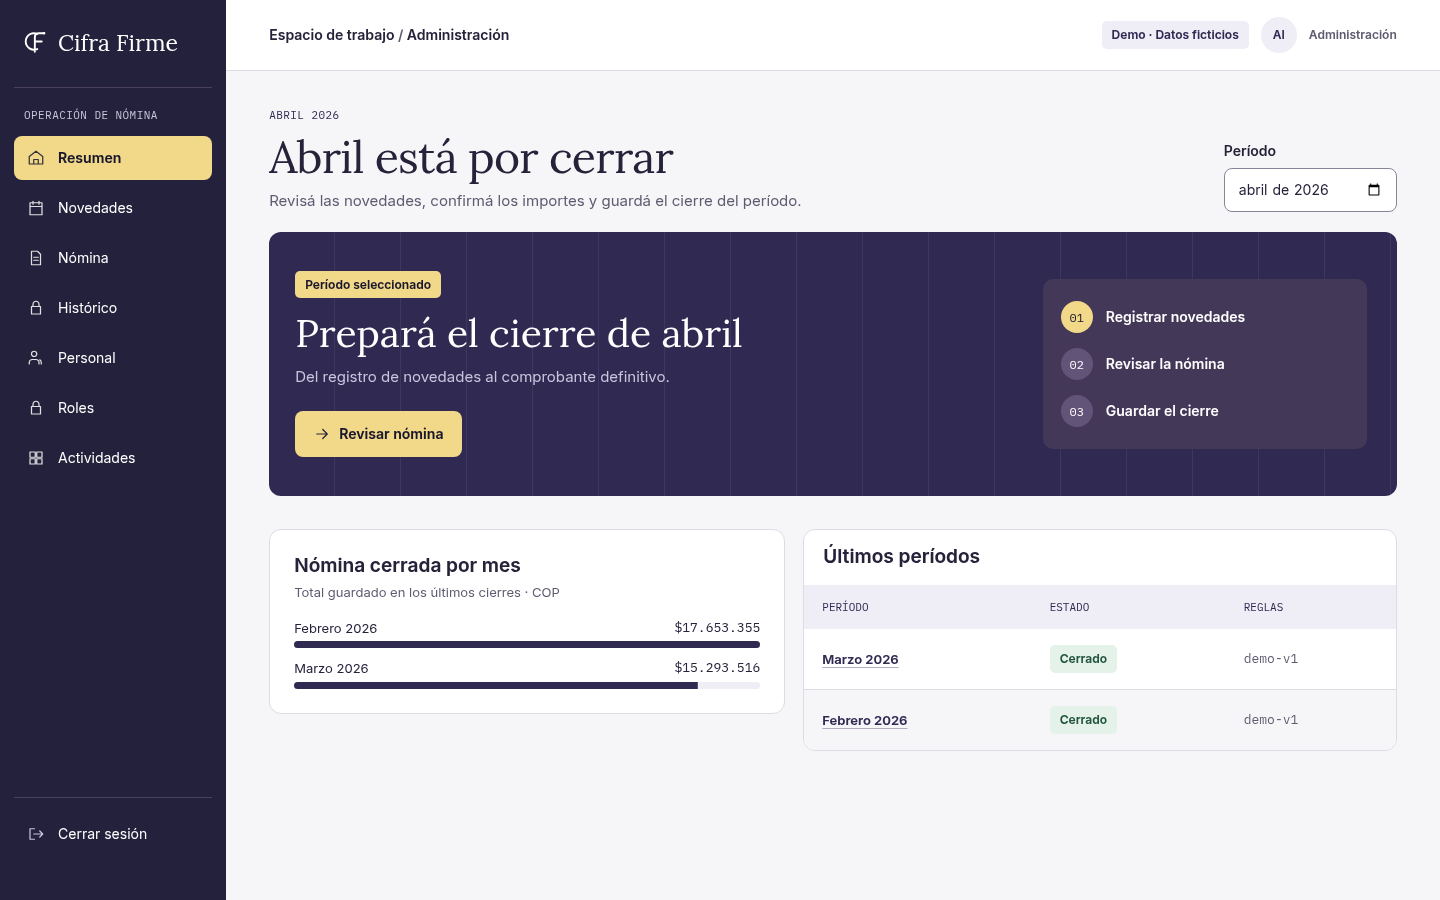 Cifra Firme
OPERACIÓN DE NÓMINA
Resumen
Novedades
Nómina
Histórico
Personal
Roles
Actividades
Cerrar sesión
Espacio de trabajo / Administración
Demo · Datos ficticios
AI
Administración
ABRIL 2026
Abril está por cerrar
Revisá las novedades, confirmá los importes y guardá el cierre del período.
Período
abril de 2026
Período seleccionado
Prepará el cierre de abril
Del registro de novedades al comprobante definitivo.
Revisar nómina
01 Registrar novedades
02 Revisar la nómina
03 Guardar el cierre
Nómina cerrada por mes
Total guardado en los últimos cierres · COP
Febrero 2026 $17.653.355
Marzo 2026 $15.293.516
Últimos períodos
PERÍODO ESTADO REGLAS
Marzo 2026 Cerrado demo-v1
Febrero 2026 Cerrado demo-v1